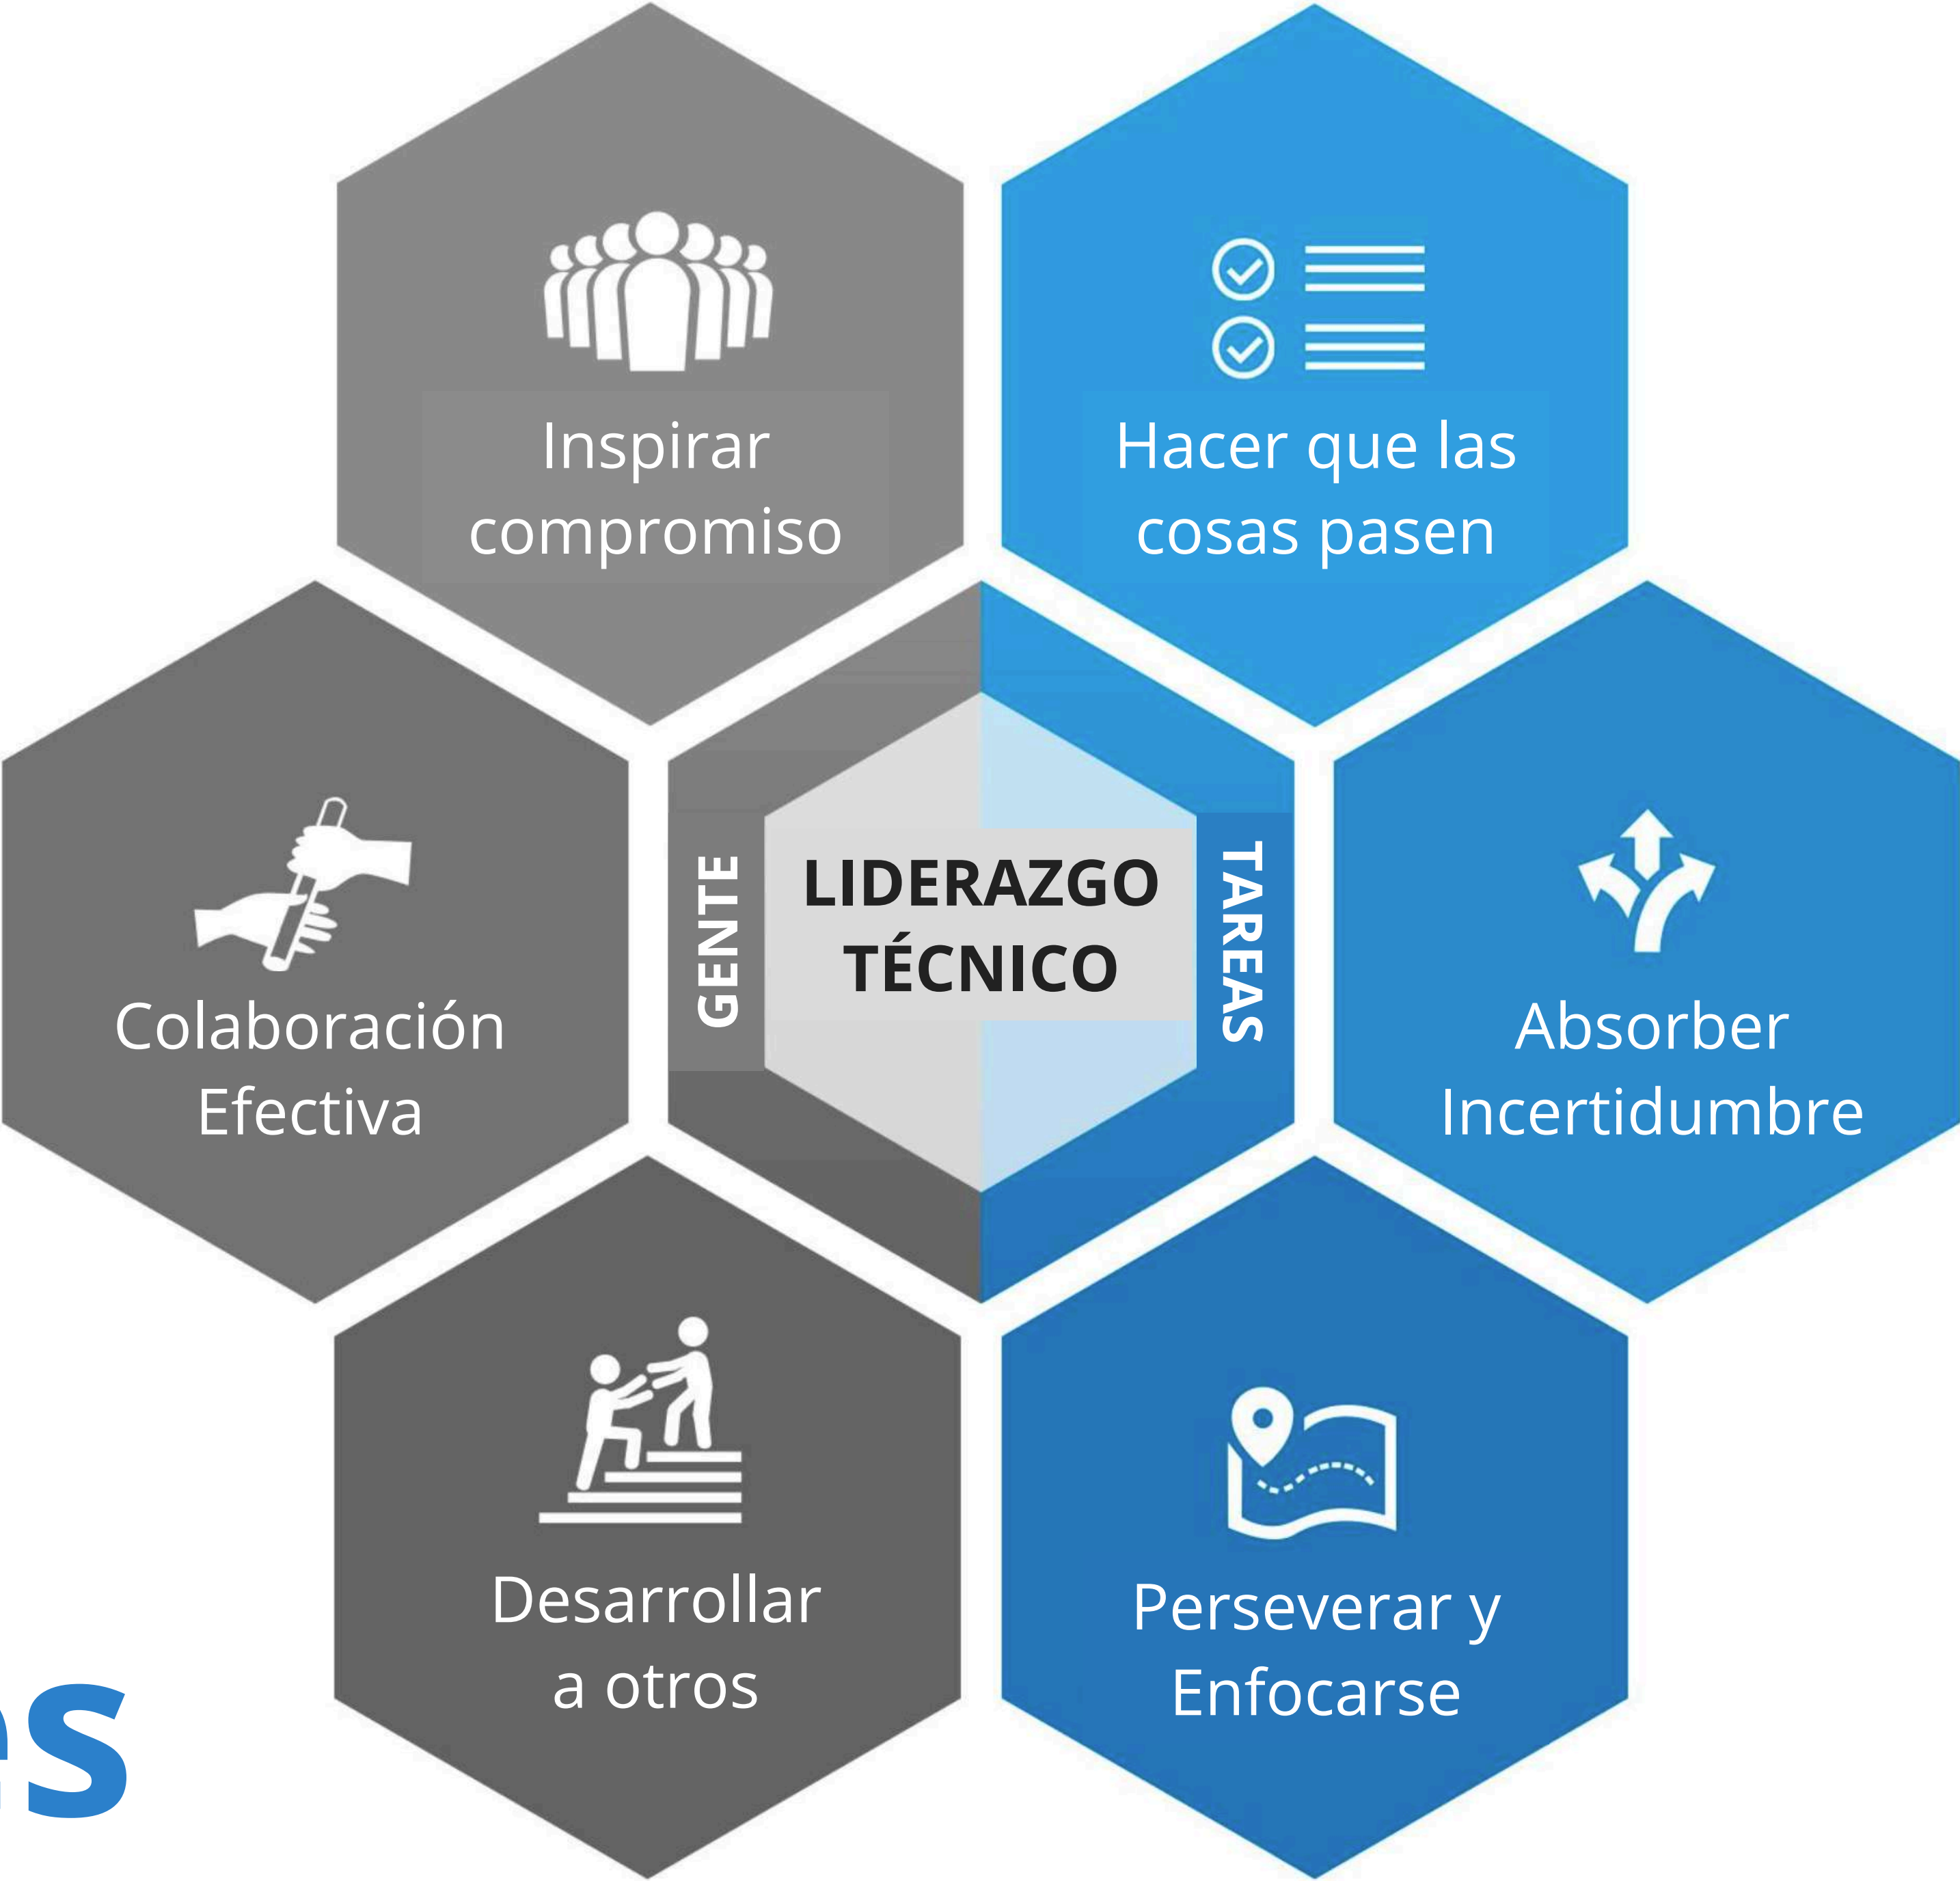 Inspirar
compromiso
Hacer que las
cosas pasen
Colaboración
Efectiva
GENTE
LIDERAZGO
TÉCNICO
TAREAS
Absorber
Incertidumbre
Desarrollar
a otros
Perseverar y
Enfocarse